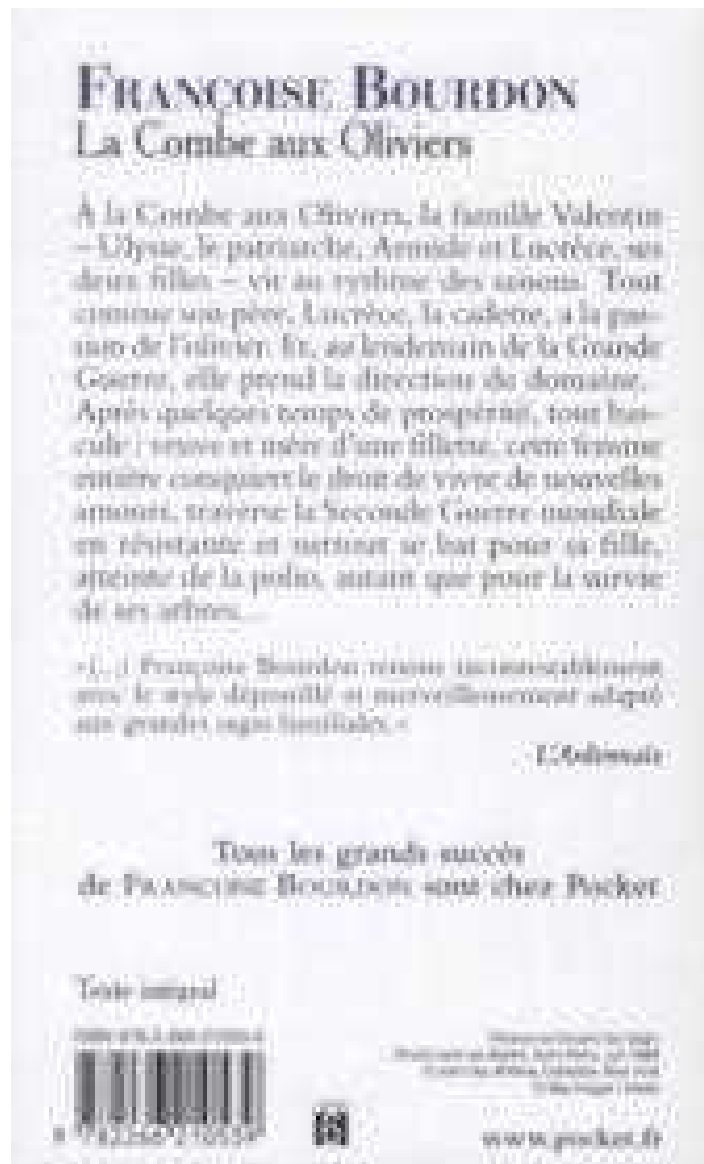 FRANÇOISE BOURDON
La Combe aux Oliviers
À la Combe aux Oliviers, la famille Valentin
– Ulysse, le patriarche, Armide et Lucrèce, ses
deux filles – vit au rythme des saisons. Tout
comme son père, Lucrèce, la cadette, a la pas-
sion de l'olivier. Et, au lendemain de la Grande
Guerre, elle prend la direction du domaine.
Après quelques temps de prospérité, tout bas-
cule : veuve et mère d'une fillette, cette femme
entière conquiert le droit de vivre de nouvelles
amours, traverse la Seconde Guerre mondiale
en résistante et surtout se bat pour sa fille,
atteinte de la polio, autant que pour la survie
de ses arbres...
« (...) Françoise Bourdon renoue incontestablement
avec le style dépouillé et merveilleusement adapté
aux grandes sagas familiales. »
L'Ardennais
Tous les grands succès
de FRANÇOISE BOURDON sont chez Pocket
Texte intégral
9 782266 210539
www.pocket.fr